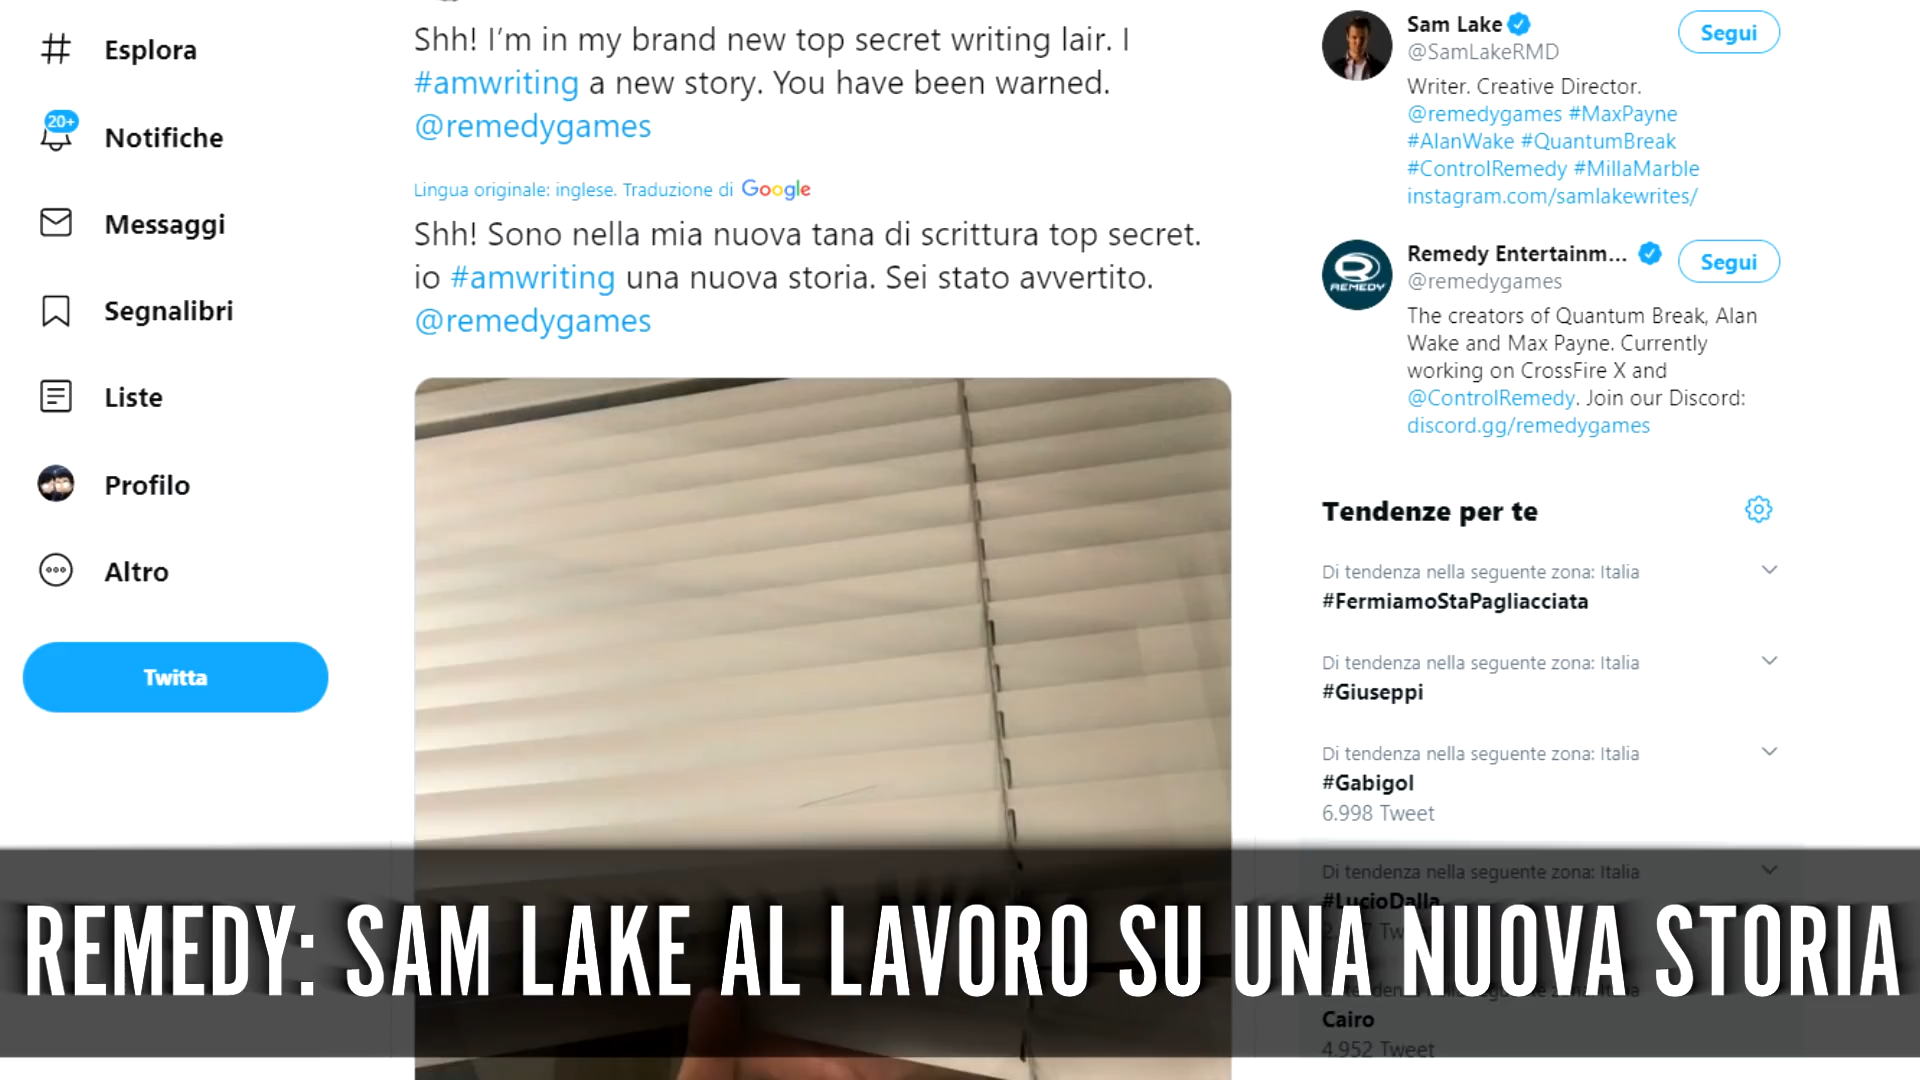 Esplora
20+
Notifiche
Messaggi
Segnalibri
Liste
Profilo
Altro
Twitta
Shh! I'm in my brand new top secret writing lair. I
#amwriting a new story. You have been warned.
@remedygames
Lingua originale: inglese. Traduzione di Google
Shh! Sono nella mia nuova tana di scrittura top secret.
io #amwriting una nuova storia. Sei stato avvertito.
@remedygames
Sam Lake
@SamLakeRMD
Segui
Writer. Creative Director.
@remedygames #MaxPayne
#AlanWake #QuantumBreak
#ControlRemedy #MillaMarble
instagram.com/samlakewrites/
REMEDY
Remedy Entertainm...
@remedygames
Segui
The creators of Quantum Break, Alan
Wake and Max Payne. Currently
working on CrossFire X and
@ControlRemedy. Join our Discord:
discord.gg/remedygames
Tendenze per te
Di tendenza nella seguente zona: Italia
#FermiamoStaPagliacciata
Di tendenza nella seguente zona: Italia
#Giuseppi
Di tendenza nella seguente zona: Italia
#Gabigol
6.998 Tweet
Di tendenza nella seguente zona: Italia
#LucioDalla
Cairo
4.952 Tweet
REMEDY: SAM LAKE AL LAVORO SU UNA NUOVA STORIA